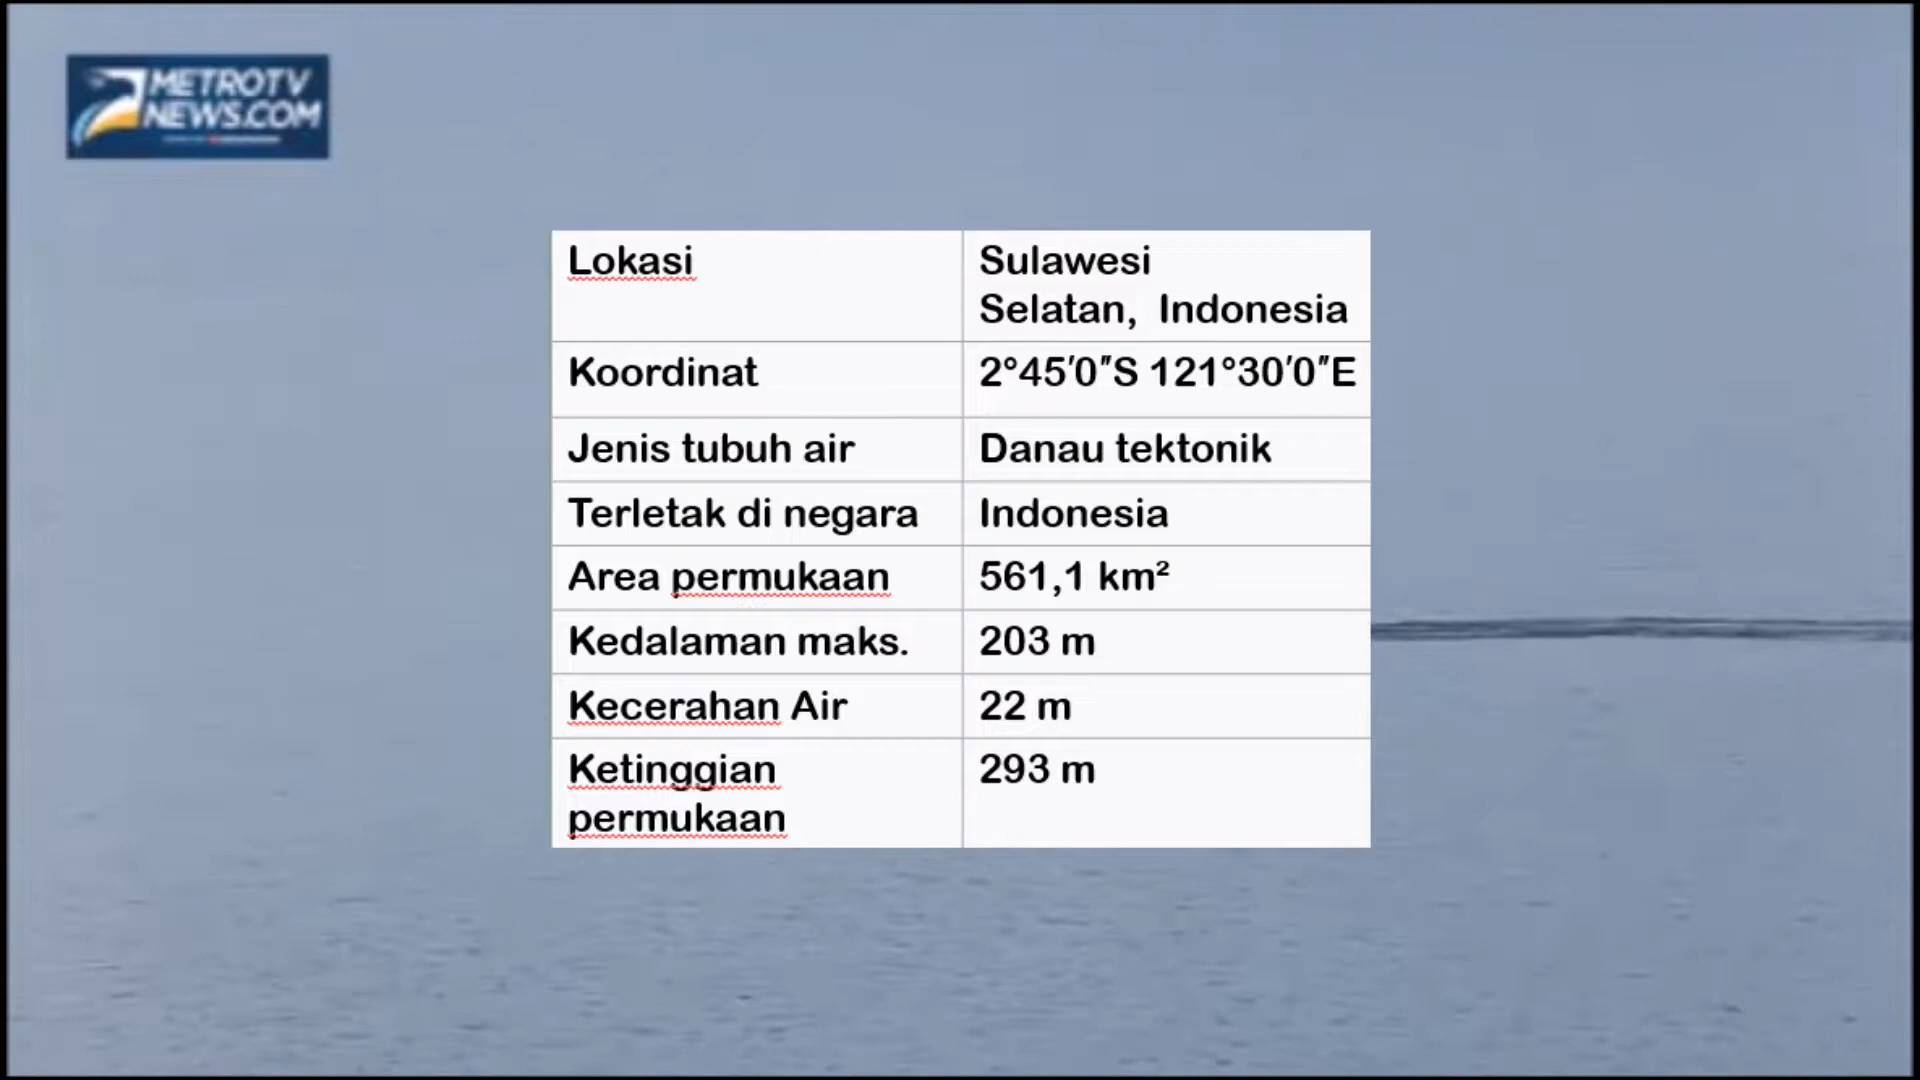 METROTV
NEWS.COM
Lokasi
Sulawesi
Selatan, Indonesia
Koordinat
2°45′0″S 121°30′0″E
Jenis tubuh air
Danau tektonik
Terletak di negara
Indonesia
Area permukaan
561,1 km²
Kedalaman maks.
203 m
Kecerahan Air
22 m
Ketinggian
permukaan
293 m